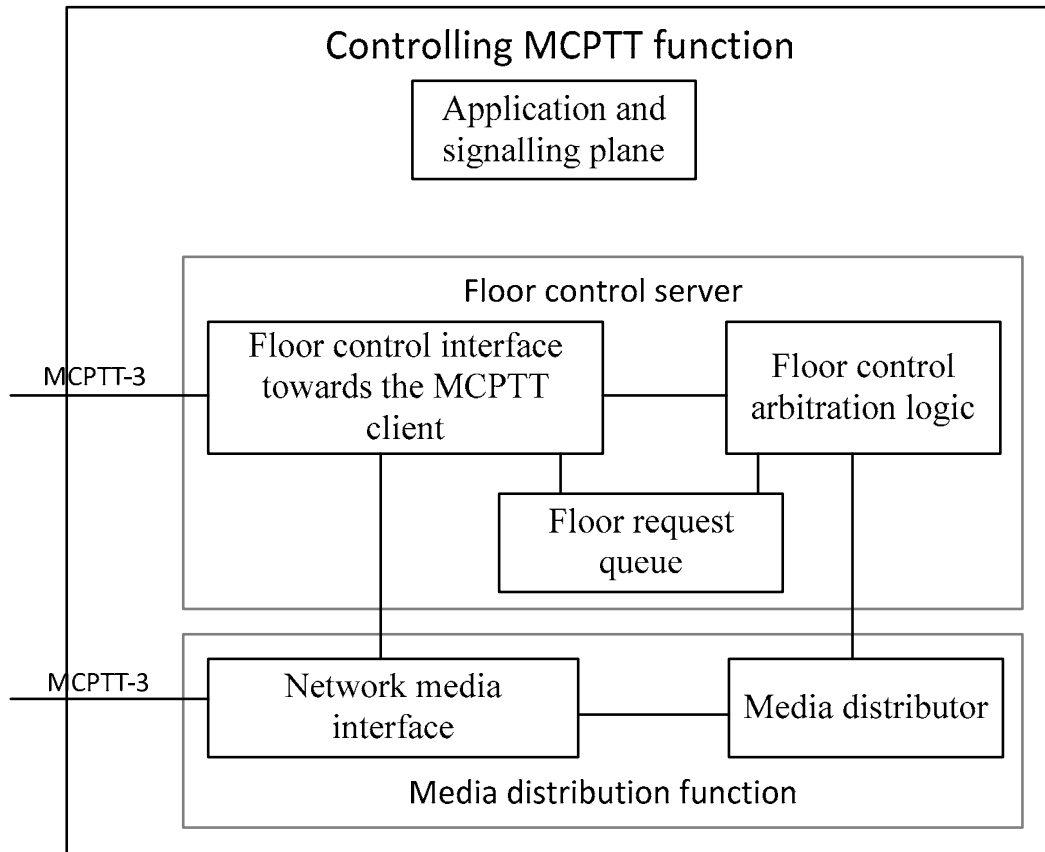 Controlling MCPTT function
Application and
signalling plane
Floor control server
Floor control interface
towards the MCPTT
client
Floor control
arbitration logic
MCPTT-3
Floor request
queue
MCPTT-3
Network media
interface
Media distributor
Media distribution function